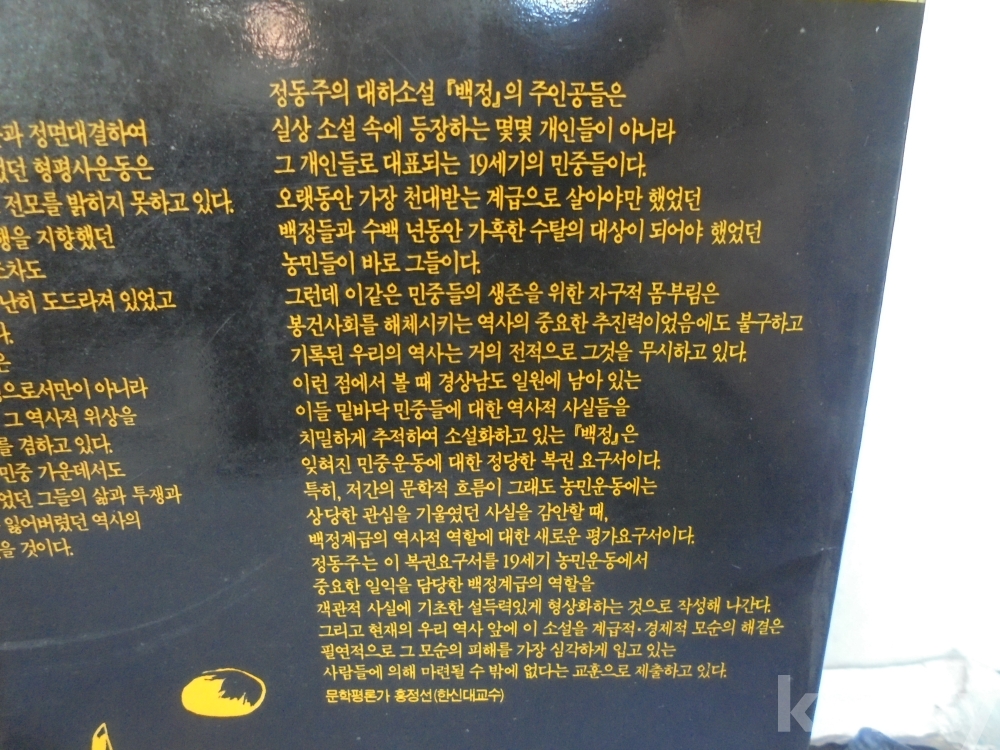 과 정면대결하여
었던 형평사운동은
전모를 밝히지 못하고 있다.
쟁을 지향했던
소차도
난히 도드라져 있었고
다.
은
으로서만이 아니라
그 역사적 위상을
를 겸하고 있다.
민중 가운데서도
었던 그들의 삶과 투쟁과
잃어버렸던 역사의
을 것이다.
정동주의 대하소설 『백정』의 주인공들은
실상 소설 속에 등장하는 몇몇 개인들이 아니라
그 개인들로 대표되는 19세기의 민중들이다.
오랫동안 가장 천대받는 계급으로 살아야만 했었던
백정들과 수백 년동안 가혹한 수탈의 대상이 되어야 했었던
농민들이 바로 그들이다.
그런데 이같은 민중들의 생존을 위한 자구적 몸부림은
봉건사회를 해체시키는 역사의 중요한 추진력이었음에도 불구하고
기록된 우리의 역사는 거의 전적으로 그것을 무시하고 있다.
이런 점에서 볼 때 경상남도 일원에 남아 있는
이들 밑바닥 민중들에 대한 역사적 사실들을
치밀하게 추적하여 소설화하고 있는 『백정』은
잊혀진 민중운동에 대한 정당한 복권 요구서이다.
특히, 저간의 문학적 흐름이 그래도 농민운동에는
상당한 관심을 기울였던 사실을 감안할 때,
백정계급의 역사적 역할에 대한 새로운 평가요구서이다.
정동주는 이 복권요구서를 19세기 농민운동에서
중요한 일익을 담당한 백정계급의 역할을
객관적 사실에 기초한 설득력있게 형상화하는 것으로 작성해 나간다.
그리고 현재의 우리 역사 앞에 이 소설을 계급적·경제적 모순의 해결은
필연적으로 그 모순의 피해를 가장 심각하게 입고 있는
사람들에 의해 마련될 수 밖에 없다는 교훈으로 제출하고 있다.
문학평론가 홍정선(한신대교수)